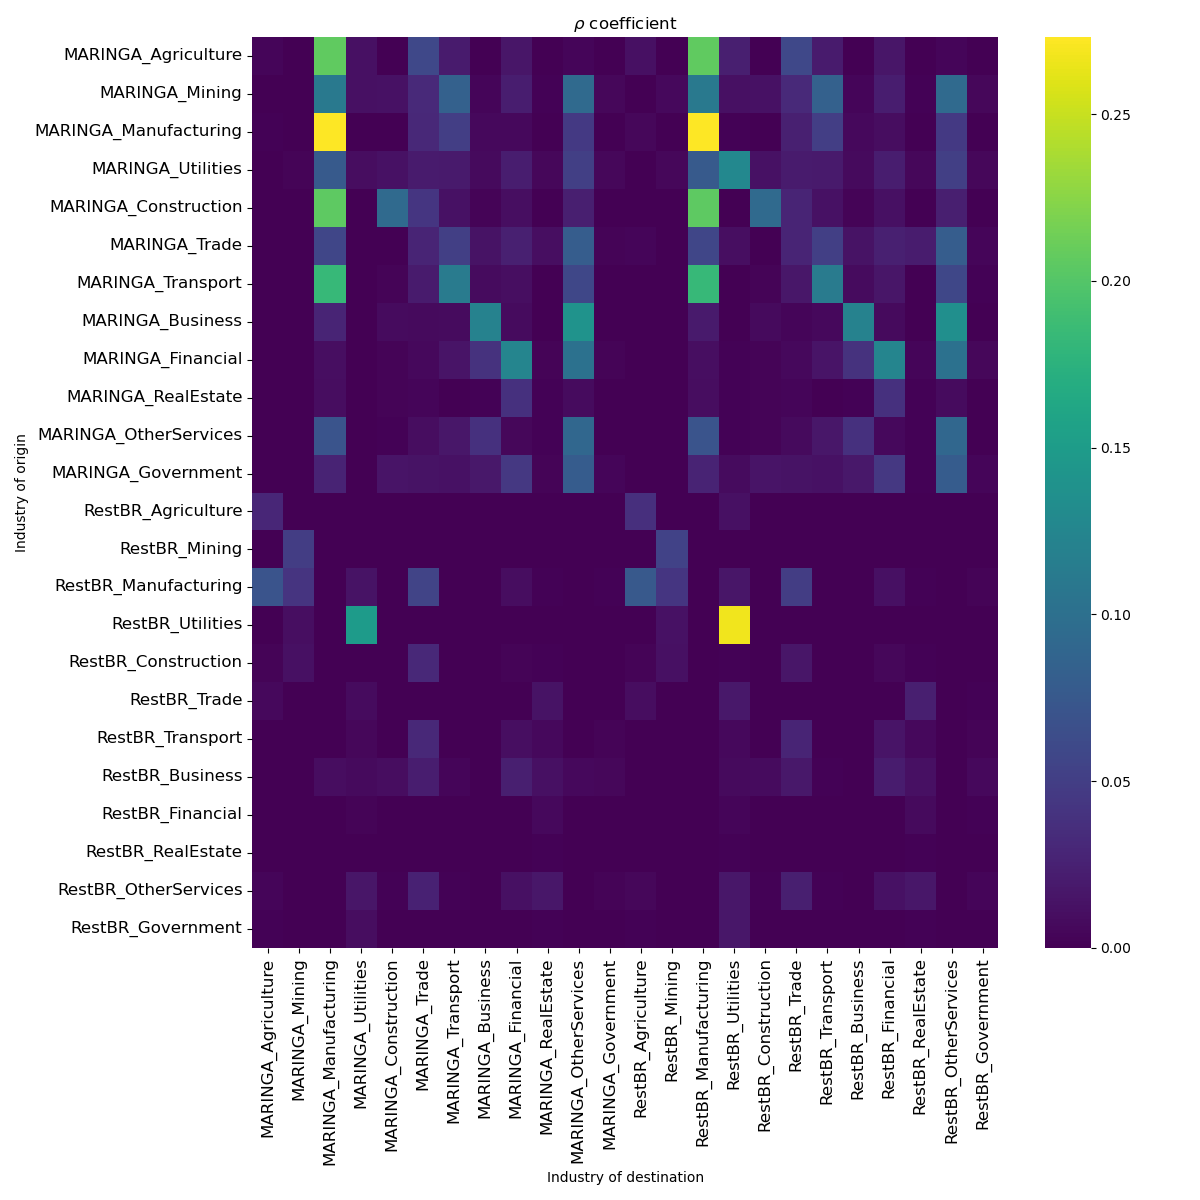 ρ coefficient
Industry of origin
MARINGA_Agriculture
MARINGA_Mining
MARINGA_Manufacturing
MARINGA_Utilities
MARINGA_Construction
MARINGA_Trade
MARINGA_Transport
MARINGA_Business
MARINGA_Financial
MARINGA_RealEstate
MARINGA_OtherServices
MARINGA_Government
RestBR_Agriculture
RestBR_Mining
RestBR_Manufacturing
RestBR_Utilities
RestBR_Construction
RestBR_Trade
RestBR_Transport
RestBR_Business
RestBR_Financial
RestBR_RealEstate
RestBR_OtherServices
RestBR_Government
MARINGA_Agriculture
MARINGA_Mining
MARINGA_Manufacturing
MARINGA_Utilities
MARINGA_Construction
MARINGA_Trade
MARINGA_Transport
MARINGA_Business
MARINGA_Financial
MARINGA_RealEstate
MARINGA_OtherServices
MARINGA_Government
RestBR_Agriculture
RestBR_Mining
RestBR_Manufacturing
RestBR_Utilities
RestBR_Construction
RestBR_Trade
RestBR_Transport
RestBR_Business
RestBR_Financial
RestBR_RealEstate
RestBR_OtherServices
RestBR_Government
Industry of destination
0.25
0.20
0.15
0.10
0.05
0.00